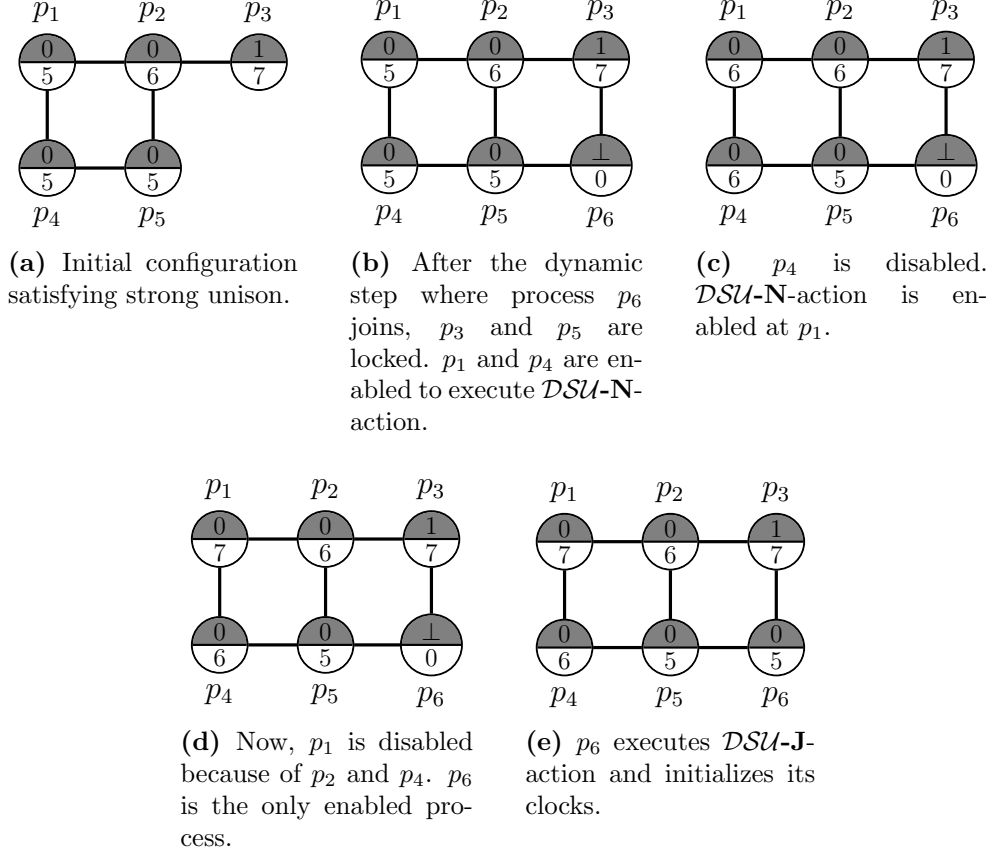 p1 p2 p3
0 0 1
5 6 7
0 0
5 5
p4 p5
(a) Initial configuration
satisfying strong unison.
p1 p2 p3
0 0 1
5 6 7
0 0 ⊥
5 5 0
p4 p5 p6
(b) After the dynamic
step where process p6
joins, p3 and p5 are
locked. p1 and p4 are en-
abled to execute DSU-N-
action.
p1 p2 p3
0 0 1
6 6 7
0 0 ⊥
6 5 0
p4 p5 p6
(c) p4 is disabled.
DSU-N-action is en-
abled at p1.
p1 p2 p3
0 0 1
7 6 7
0 0 ⊥
6 5 0
p4 p5 p6
(d) Now, p1 is disabled
because of p2 and p4. p6
is the only enabled pro-
cess.
p1 p2 p3
0 0 1
7 6 7
0 0 0
6 5 5
p4 p5 p6
(e) p6 executes DSU-J-
action and initializes its
clocks.